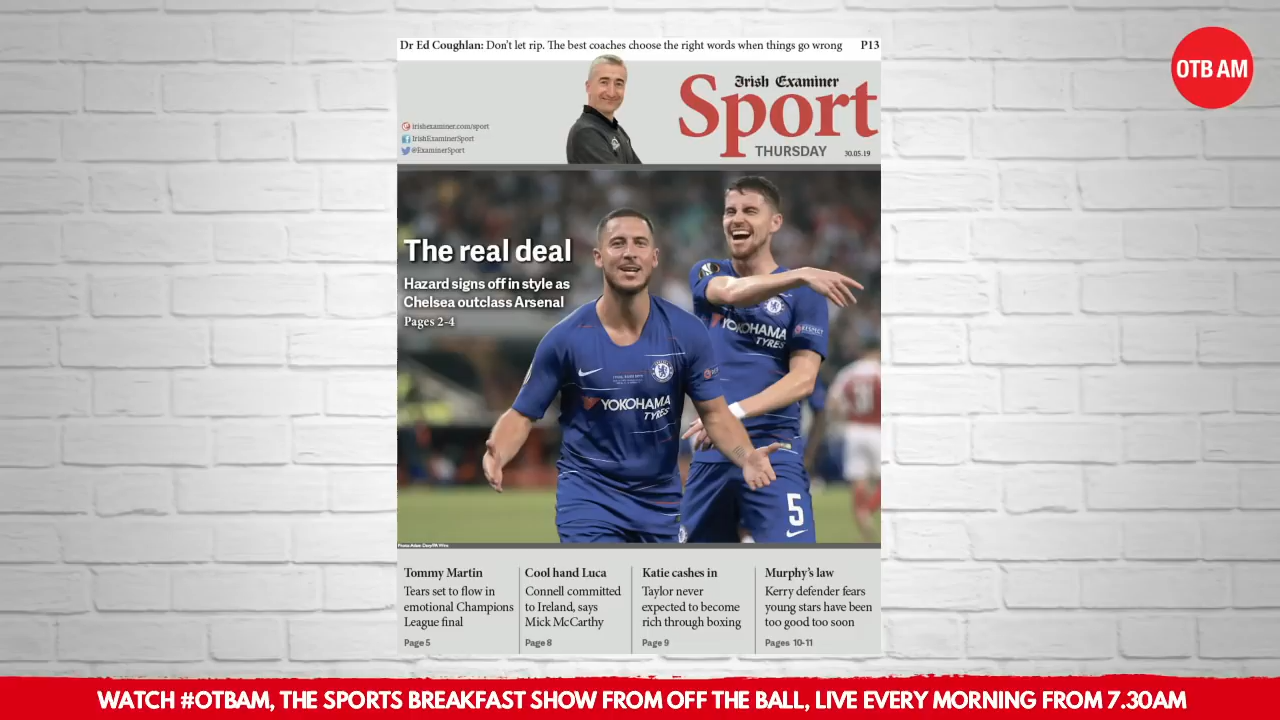 Dr Ed Coughlan: Don't let rip. The best coaches choose the right words when things go wrong P13
OTB AM
Irish Examiner
Sport
THURSDAY 30.05.19
irishexaminer.com/sport
IrishExaminerSport
@ExaminerSport
The real deal
Hazard signs off in style as
Chelsea outclass Arsenal
Pages 2-4
YOKOHAMA
TYRES
RESPECT
YOKOHAMA
TYRES
5
Tommy Martin
Tears set to flow in
emotional Champions
League final
Page 5
Cool hand Luca
Connell committed
to Ireland, says
Mick McCarthy
Page 8
Katie cashes in
Taylor never
expected to become
rich through boxing
Page 9
Murphy's law
Kerry defender fears
young stars have been
too good too soon
Pages 10-11
WATCH #OTBAM, THE SPORTS BREAKFAST SHOW FROM OFF THE BALL, LIVE EVERY MORNING FROM 7.30AM